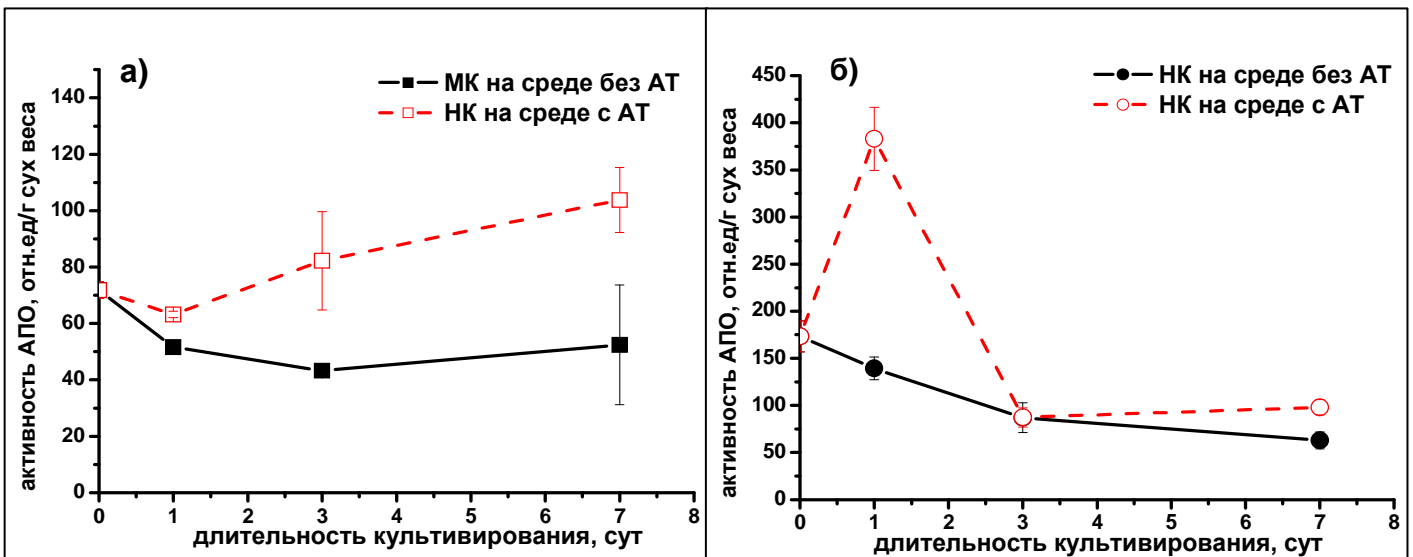 а)
МК на среде без АТ
НК на среде с АТ
активность АПО, отн.ед/г сух веса
140
120
100
80
60
40
20
0
0 1 2 3 4 5 6 7 8
длительность культивирования, сут
б)
НК на среде без АТ
НК на среде с АТ
активность АПО, отн.ед/г сух веса
450
400
350
300
250
200
150
100
50
0
0 1 2 3 4 5 6 7 8
длительность культивирования, сут